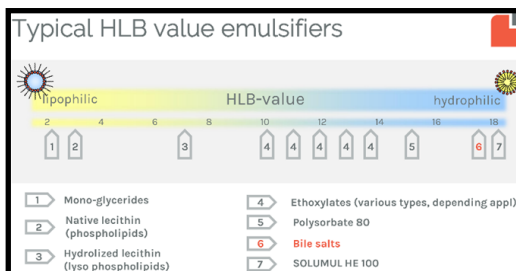 Typical HLB value emulsifiers
lipophilic HLB-value hydrophilic
2 4 6 8 10 12 14 16 18
1 2 3 4 4 4 4 4 5 6 7
1 Mono-glycerides
2 Native lecithin
(phospholipids)
3 Hydrolized lecithin
(lyso phospholipids)
4 Ethoxylates (various types, depending appl)
5 Polysorbate 80
6 Bile salts
7 SOLUMUL HE 100